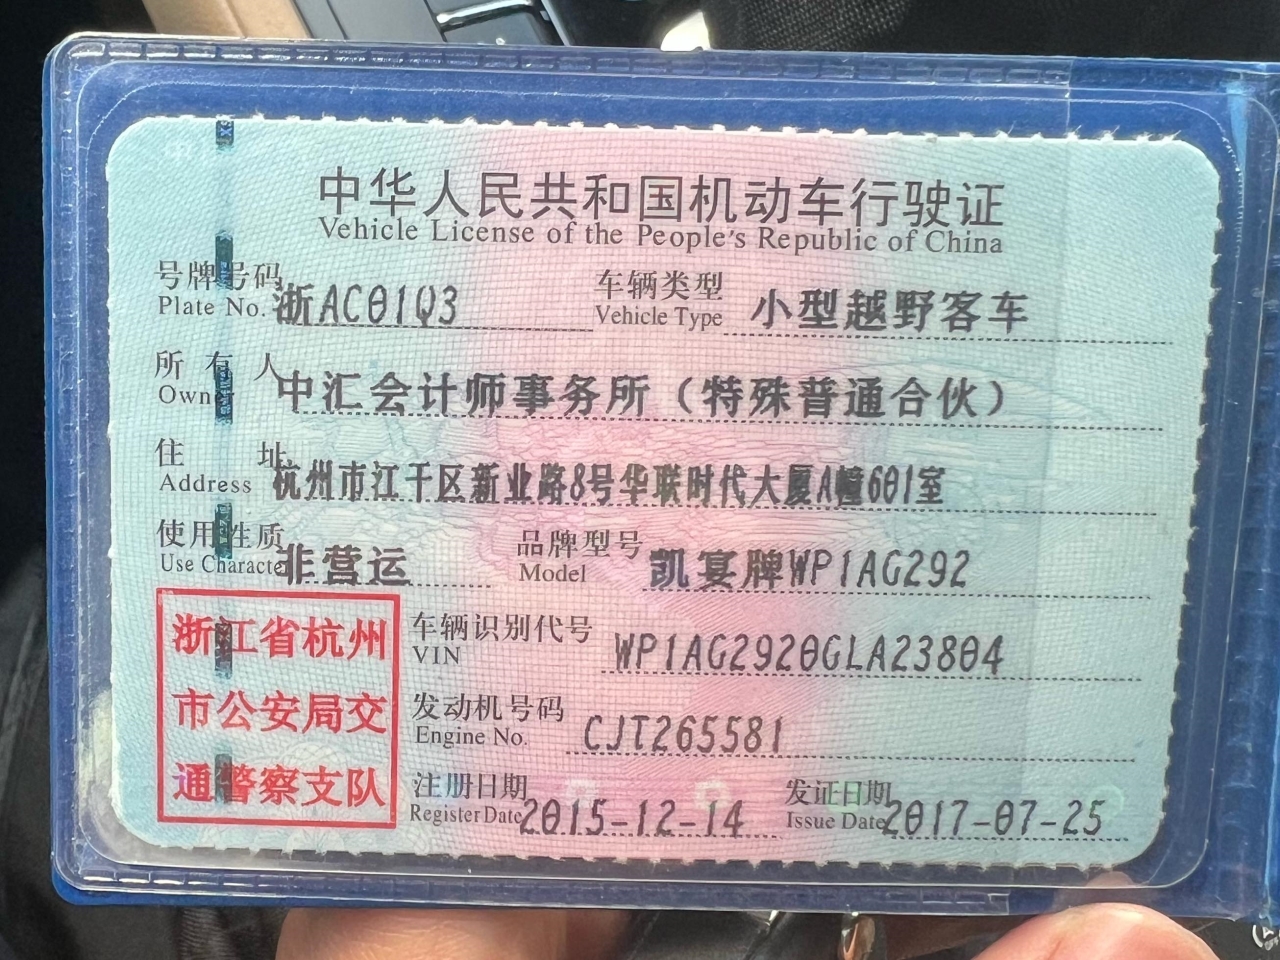 中华人民共和国机动车行驶证
Vehicle License of the People's Republic of China
号牌号码 浙AC01Q3 车辆类型 小型越野客车
Plate No. Vehicle Type
所有人 中汇会计师事务所（特殊普通合伙）
Owner
住址 杭州市江干区新业路8号华联时代大厦A幢601室
Address
使用性质 非营运 品牌型号 凯宴牌WP1AG292
Use Character Model
浙江省杭州
市公安局交
通警察支队
车辆识别代号 WP1AG2920GLA23804
VIN
发动机号码 CJT265581
Engine No.
注册日期 2015-12-14 发证日期 2017-07-25
Register Date Issue Date